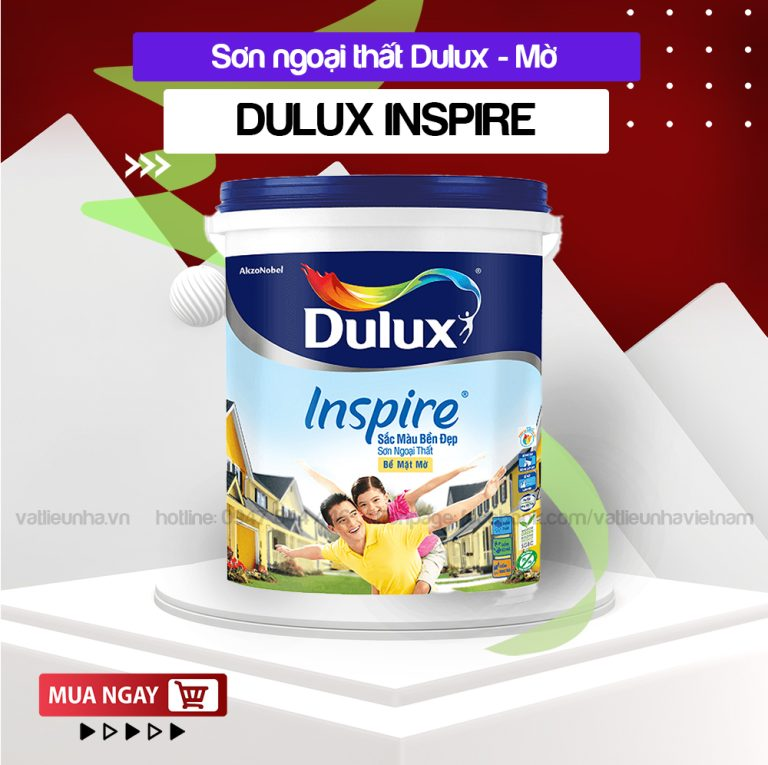 Sơn ngoại thất Dulux - Mờ
DULUX INSPIRE
AkzoNobel
Dulux
Inspire
Sắc Màu Bền Đẹp
Sơn Ngoại Thất
Bề Mặt Mờ
vatlieunha.vn hotline:
.com/vatlieunhavietnam
MUA NGAY